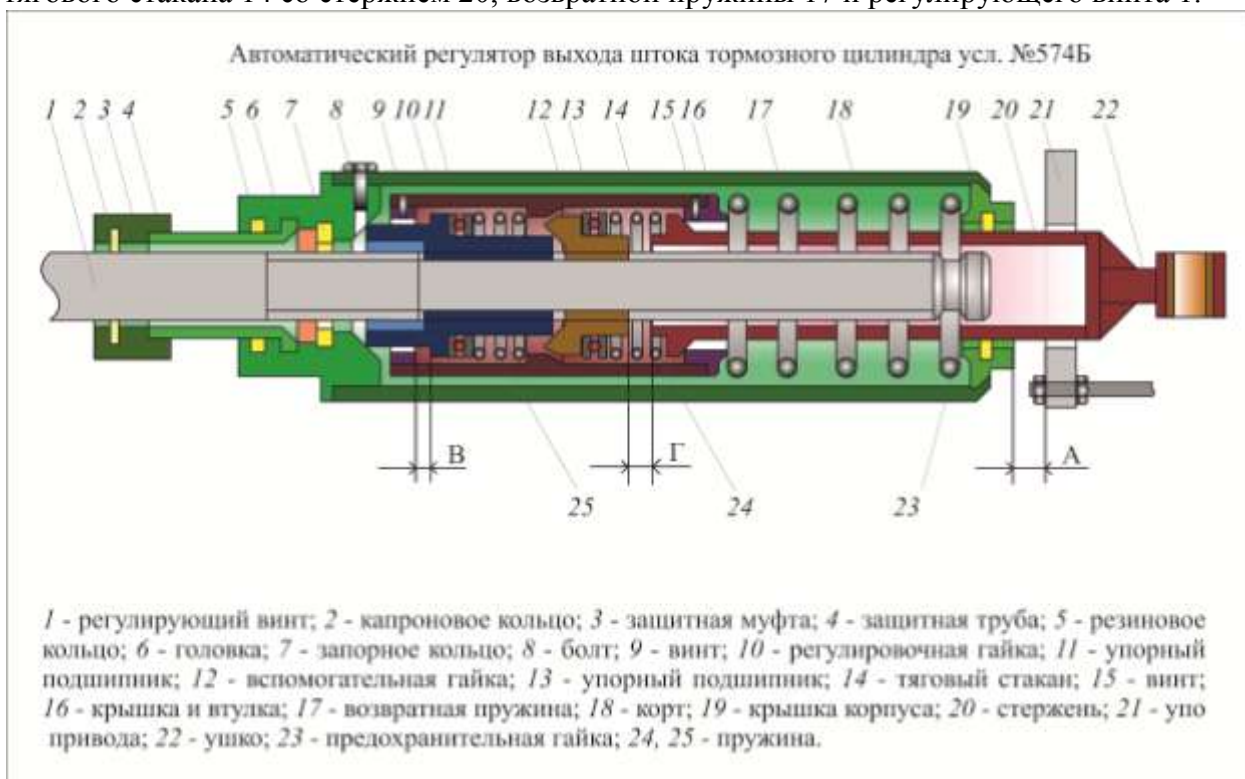 тягового стакана 14 со стержнем 20, возвратной пружины 17 и регулирующего винта 1.
Автоматический регулятор выхода штока тормозного цилиндра усл. №574Б
1 2 3 4 5 6 7 8 9 10 11 12 13 14 15 16 17 18 19 20 21 22
В Г А
25 24 23
1 - регулирующий винт; 2 - капроновое кольцо; 3 - защитная муфта; 4 - защитная труба; 5 - резиновое
кольцо; 6 - головка; 7 - запорное кольцо; 8 - болт; 9 - винт; 10 - регулировочная гайка; 11 - упорный
подшипник; 12 - вспомогательная гайка; 13 - упорный подшипник; 14 - тяговый стакан; 15 - винт;
16 - крышка и втулка; 17 - возвратная пружина; 18 - корт; 19 - крышка корпуса; 20 - стержень; 21 - упо
привода; 22 - ушко; 23 - предохранительная гайка; 24, 25 - пружина.